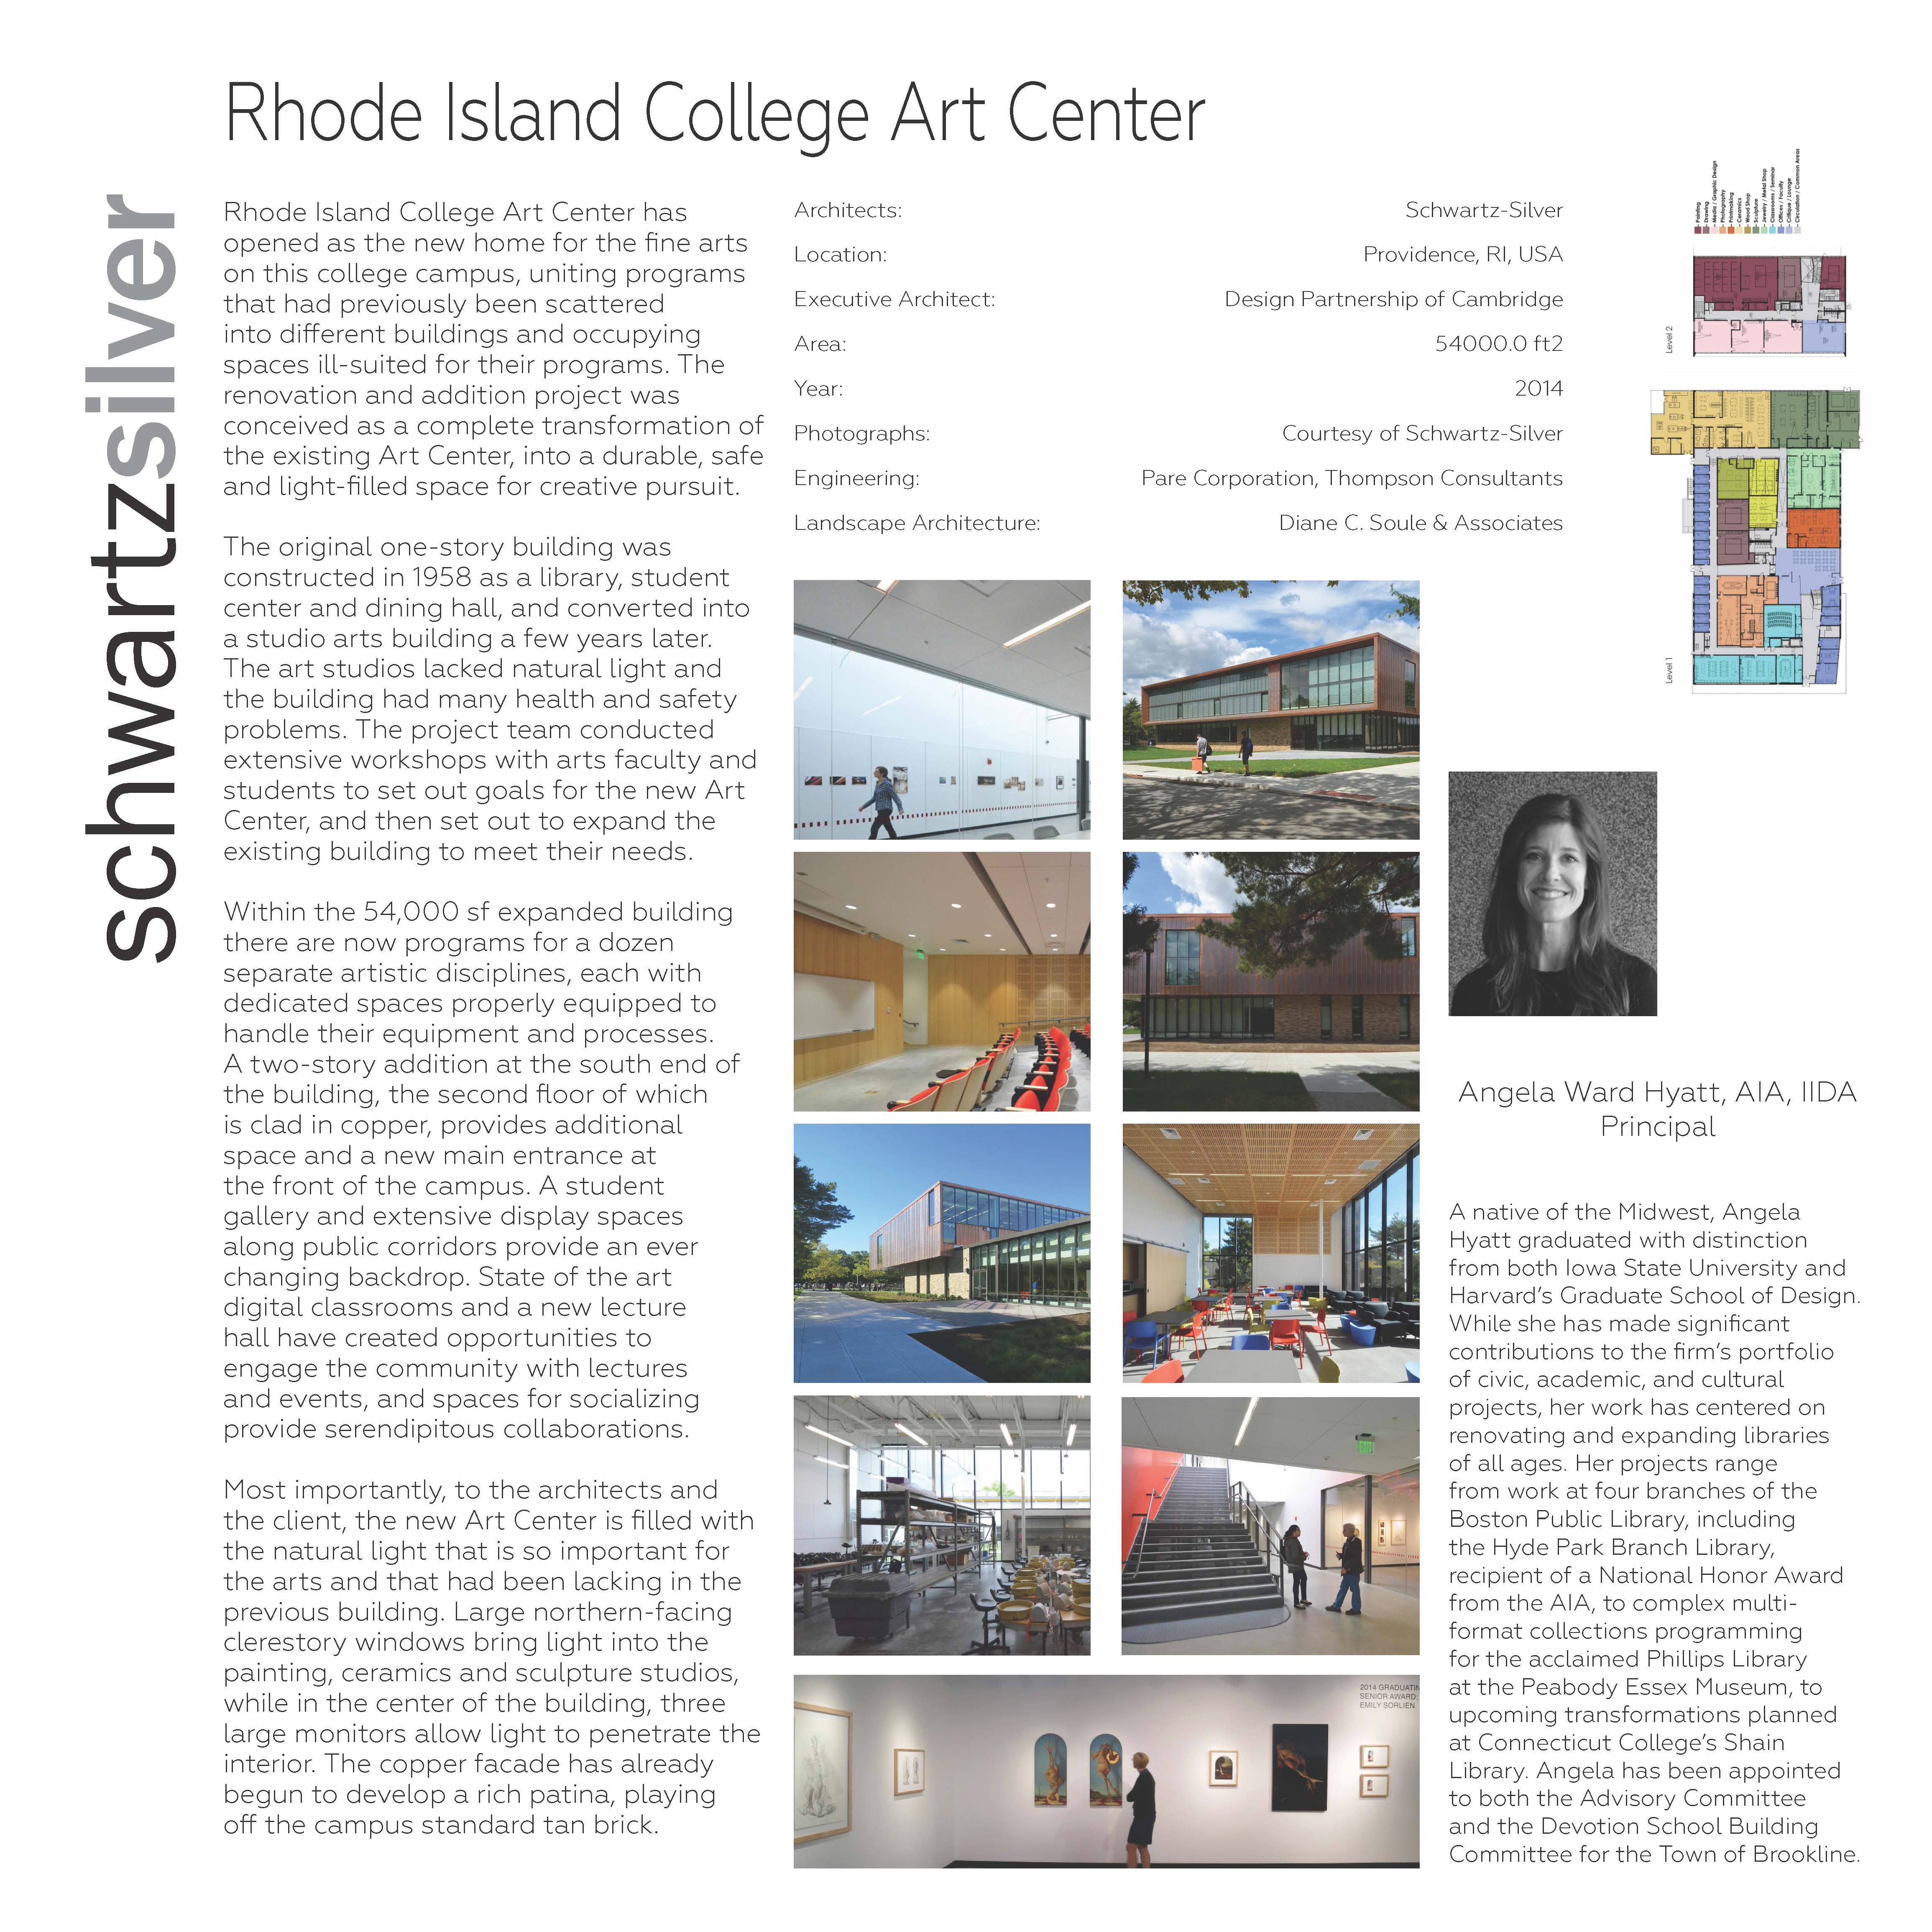 Rhode Island College Art Center
schwartzsilver
Rhode Island College Art Center has
opened as the new home for the fine arts
on this college campus, uniting programs
that had previously been scattered
into different buildings and occupying
spaces ill-suited for their programs. The
renovation and addition project was
conceived as a complete transformation of
the existing Art Center, into a durable, safe
and light-filled space for creative pursuit.
The original one-story building was
constructed in 1958 as a library, student
center and dining hall, and converted into
a studio arts building a few years later.
The art studios lacked natural light and
the building had many health and safety
problems. The project team conducted
extensive workshops with arts faculty and
students to set out goals for the new Art
Center, and then set out to expand the
existing building to meet their needs.
Within the 54,000 sf expanded building
there are now programs for a dozen
separate artistic disciplines, each with
dedicated spaces properly equipped to
handle their equipment and processes.
A two-story addition at the south end of
the building, the second floor of which
is clad in copper, provides additional
space and a new main entrance at
the front of the campus. A student
gallery and extensive display spaces
along public corridors provide an ever
changing backdrop. State of the art
digital classrooms and a new lecture
hall have created opportunities to
engage the community with lectures
and events, and spaces for socializing
provide serendipitous collaborations.
Most importantly, to the architects and
the client, the new Art Center is filled with
the natural light that is so important for
the arts and that had been lacking in the
previous building. Large northern-facing
clerestory windows bring light into the
painting, ceramics and sculpture studios,
while in the center of the building, three
large monitors allow light to penetrate the
interior. The copper facade has already
begun to develop a rich patina, playing
off the campus standard tan brick.
Architects: Schwartz-Silver
Location: Providence, RI, USA
Executive Architect: Design Partnership of Cambridge
Area: 54000.0 ft2
Year: 2014
Photographs: Courtesy of Schwartz-Silver
Engineering: Pare Corporation, Thompson Consultants
Landscape Architecture: Diane C. Soule & Associates
2014 GRADUATIN
SENIOR AWARD:
EMILY SORLIEN
Painting
Drawing
Media / Graphic Design
Photography
Printmaking
Ceramics
Wood Shop
Sculpture
Jewelry / Metal Shop
Classrooms / Seminar
Offices / Faculty
Critique / Lounge
Circulation / Common Areas
Level 2
Level 1
Angela Ward Hyatt, AIA, IIDA
Principal
A native of the Midwest, Angela
Hyatt graduated with distinction
from both Iowa State University and
Harvard's Graduate School of Design.
While she has made significant
contributions to the firm's portfolio
of civic, academic, and cultural
projects, her work has centered on
renovating and expanding libraries
of all ages. Her projects range
from work at four branches of the
Boston Public Library, including
the Hyde Park Branch Library,
recipient of a National Honor Award
from the AIA, to complex multi-
format collections programming
for the acclaimed Phillips Library
at the Peabody Essex Museum, to
upcoming transformations planned
at Connecticut College's Shain
Library. Angela has been appointed
to both the Advisory Committee
and the Devotion School Building
Committee for the Town of Brookline.